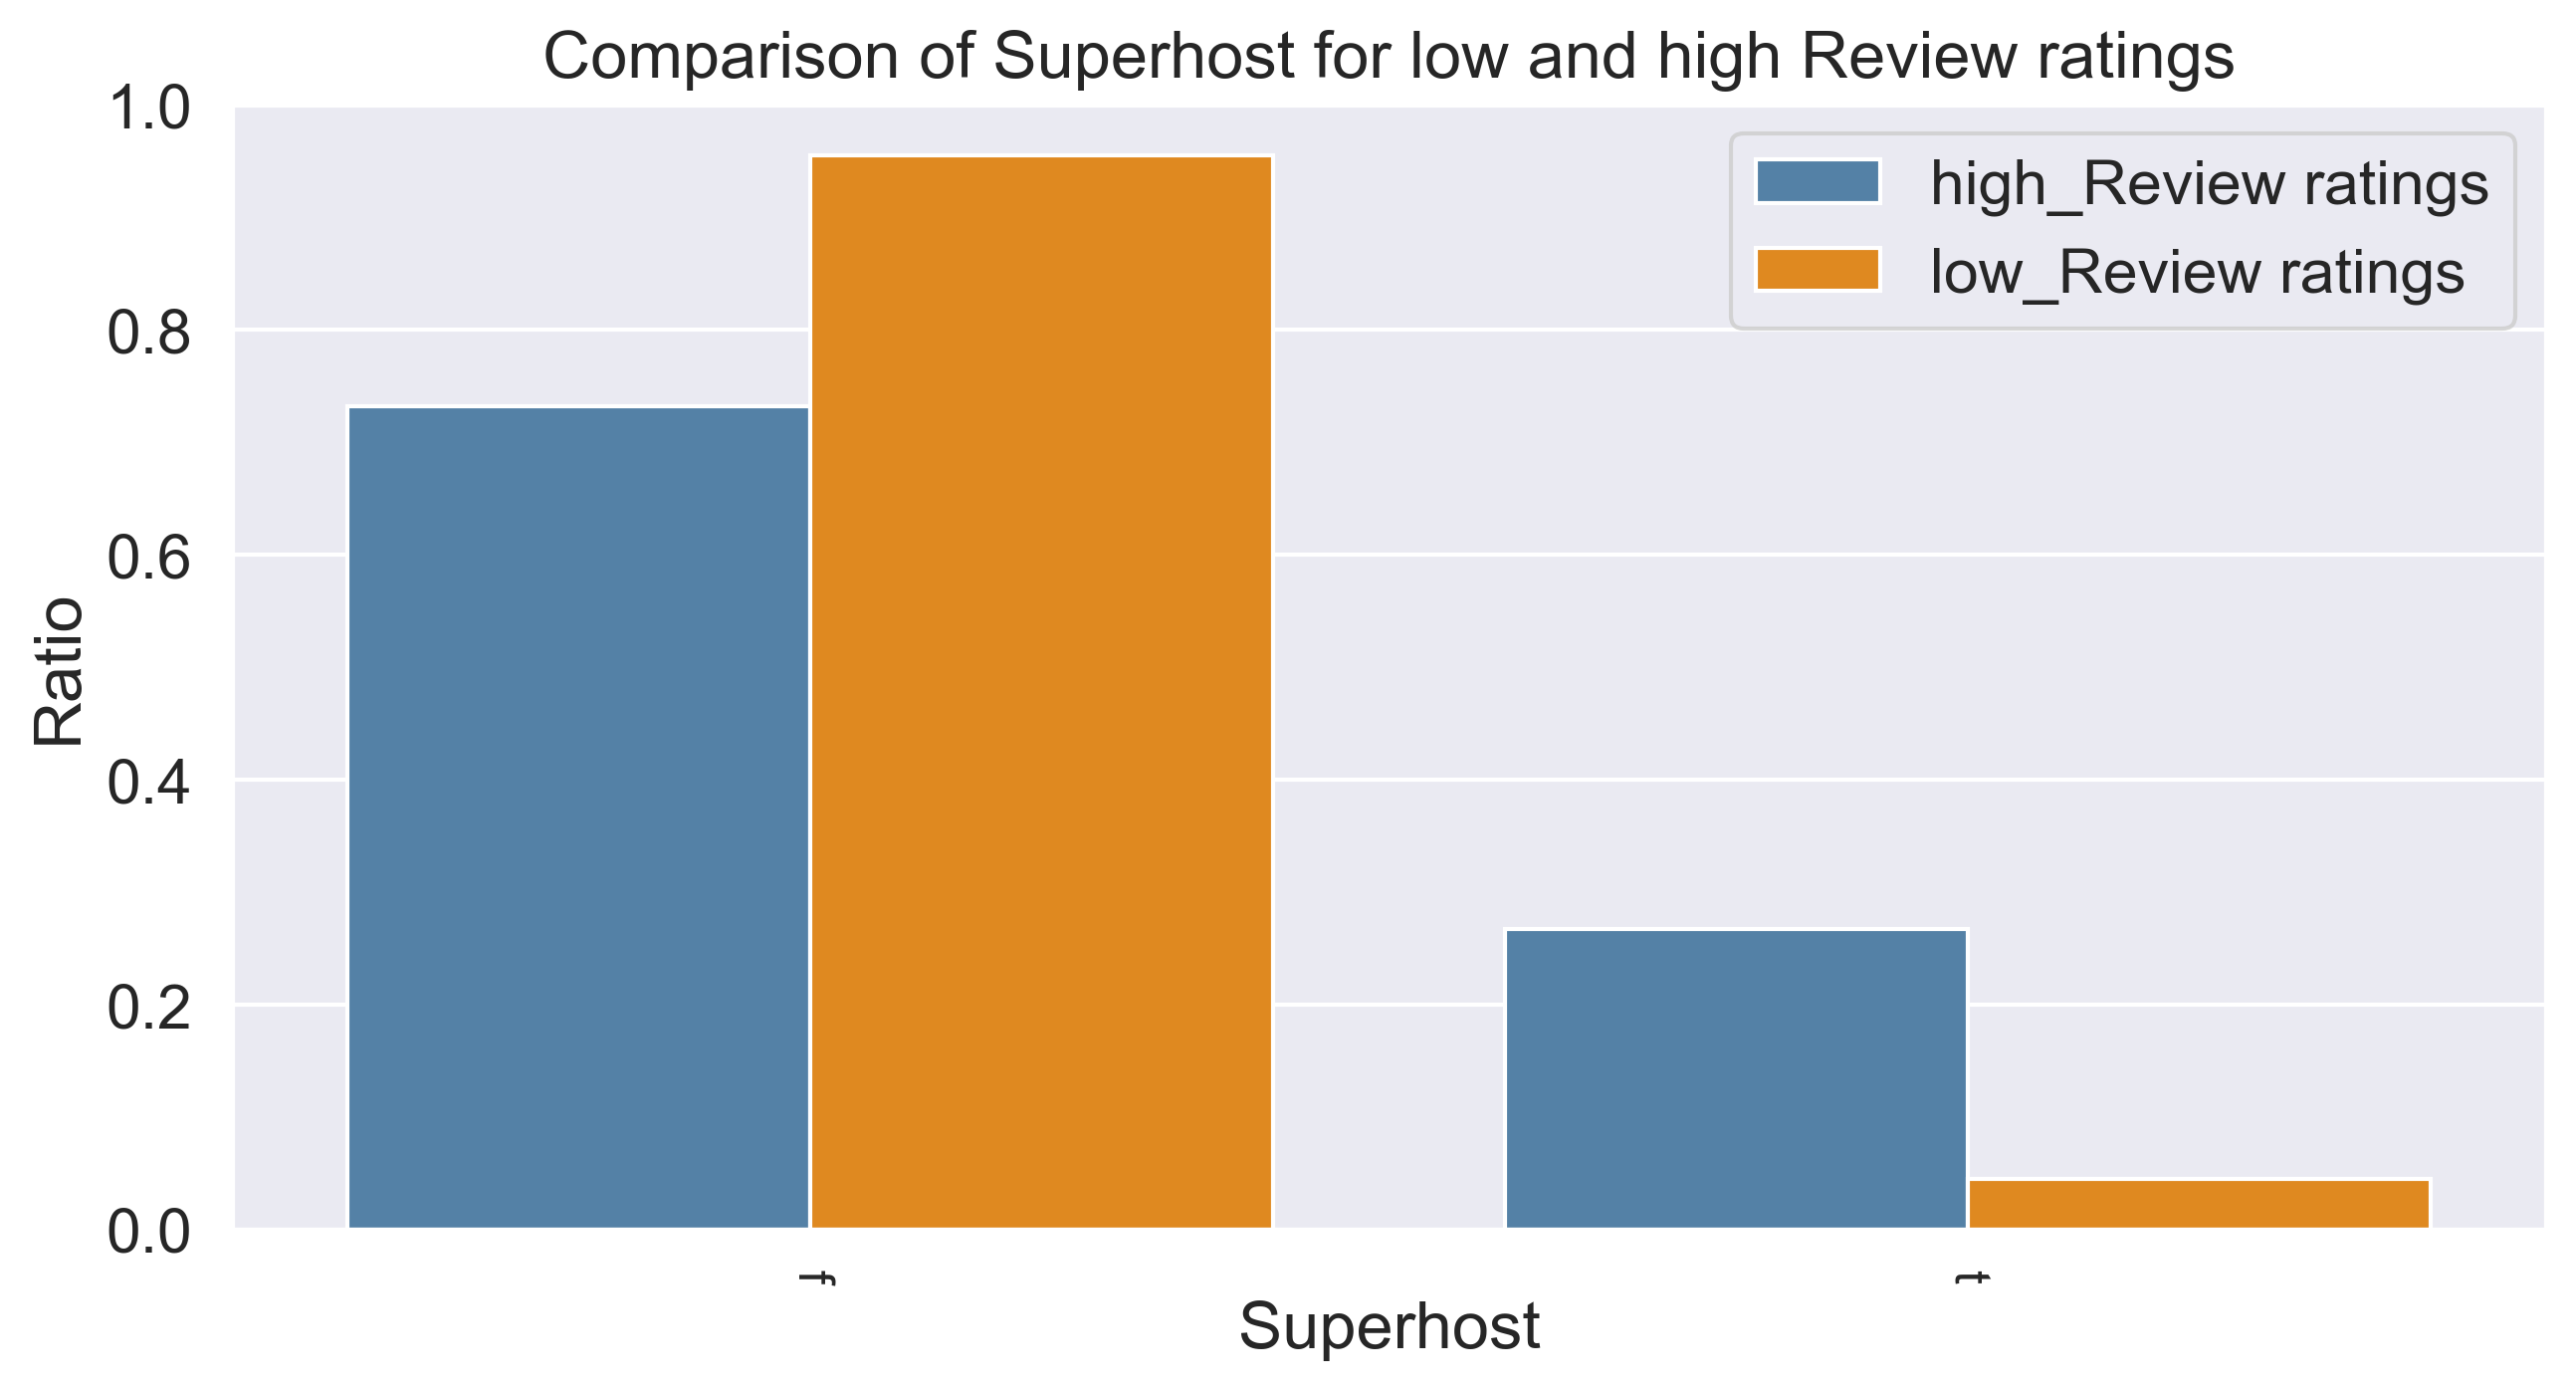 Comparison of Superhost for low and high Review ratings
1.0
0.8
0.6
0.4
0.2
0.0
Ratio
high_Review ratings
low_Review ratings
f
t
Superhost